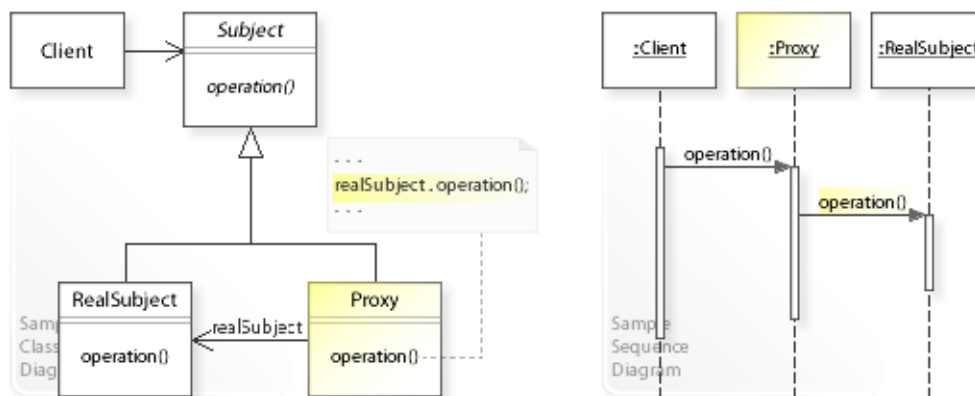 Client
Subject
operation()
. . .
realSubject.operation();
. . .
RealSubject
operation()
realSubject
Proxy
operation()
Sample
Class
Diagram
:Client
:Proxy
:RealSubject
operation()
operation()
Sample
Sequence
Diagram